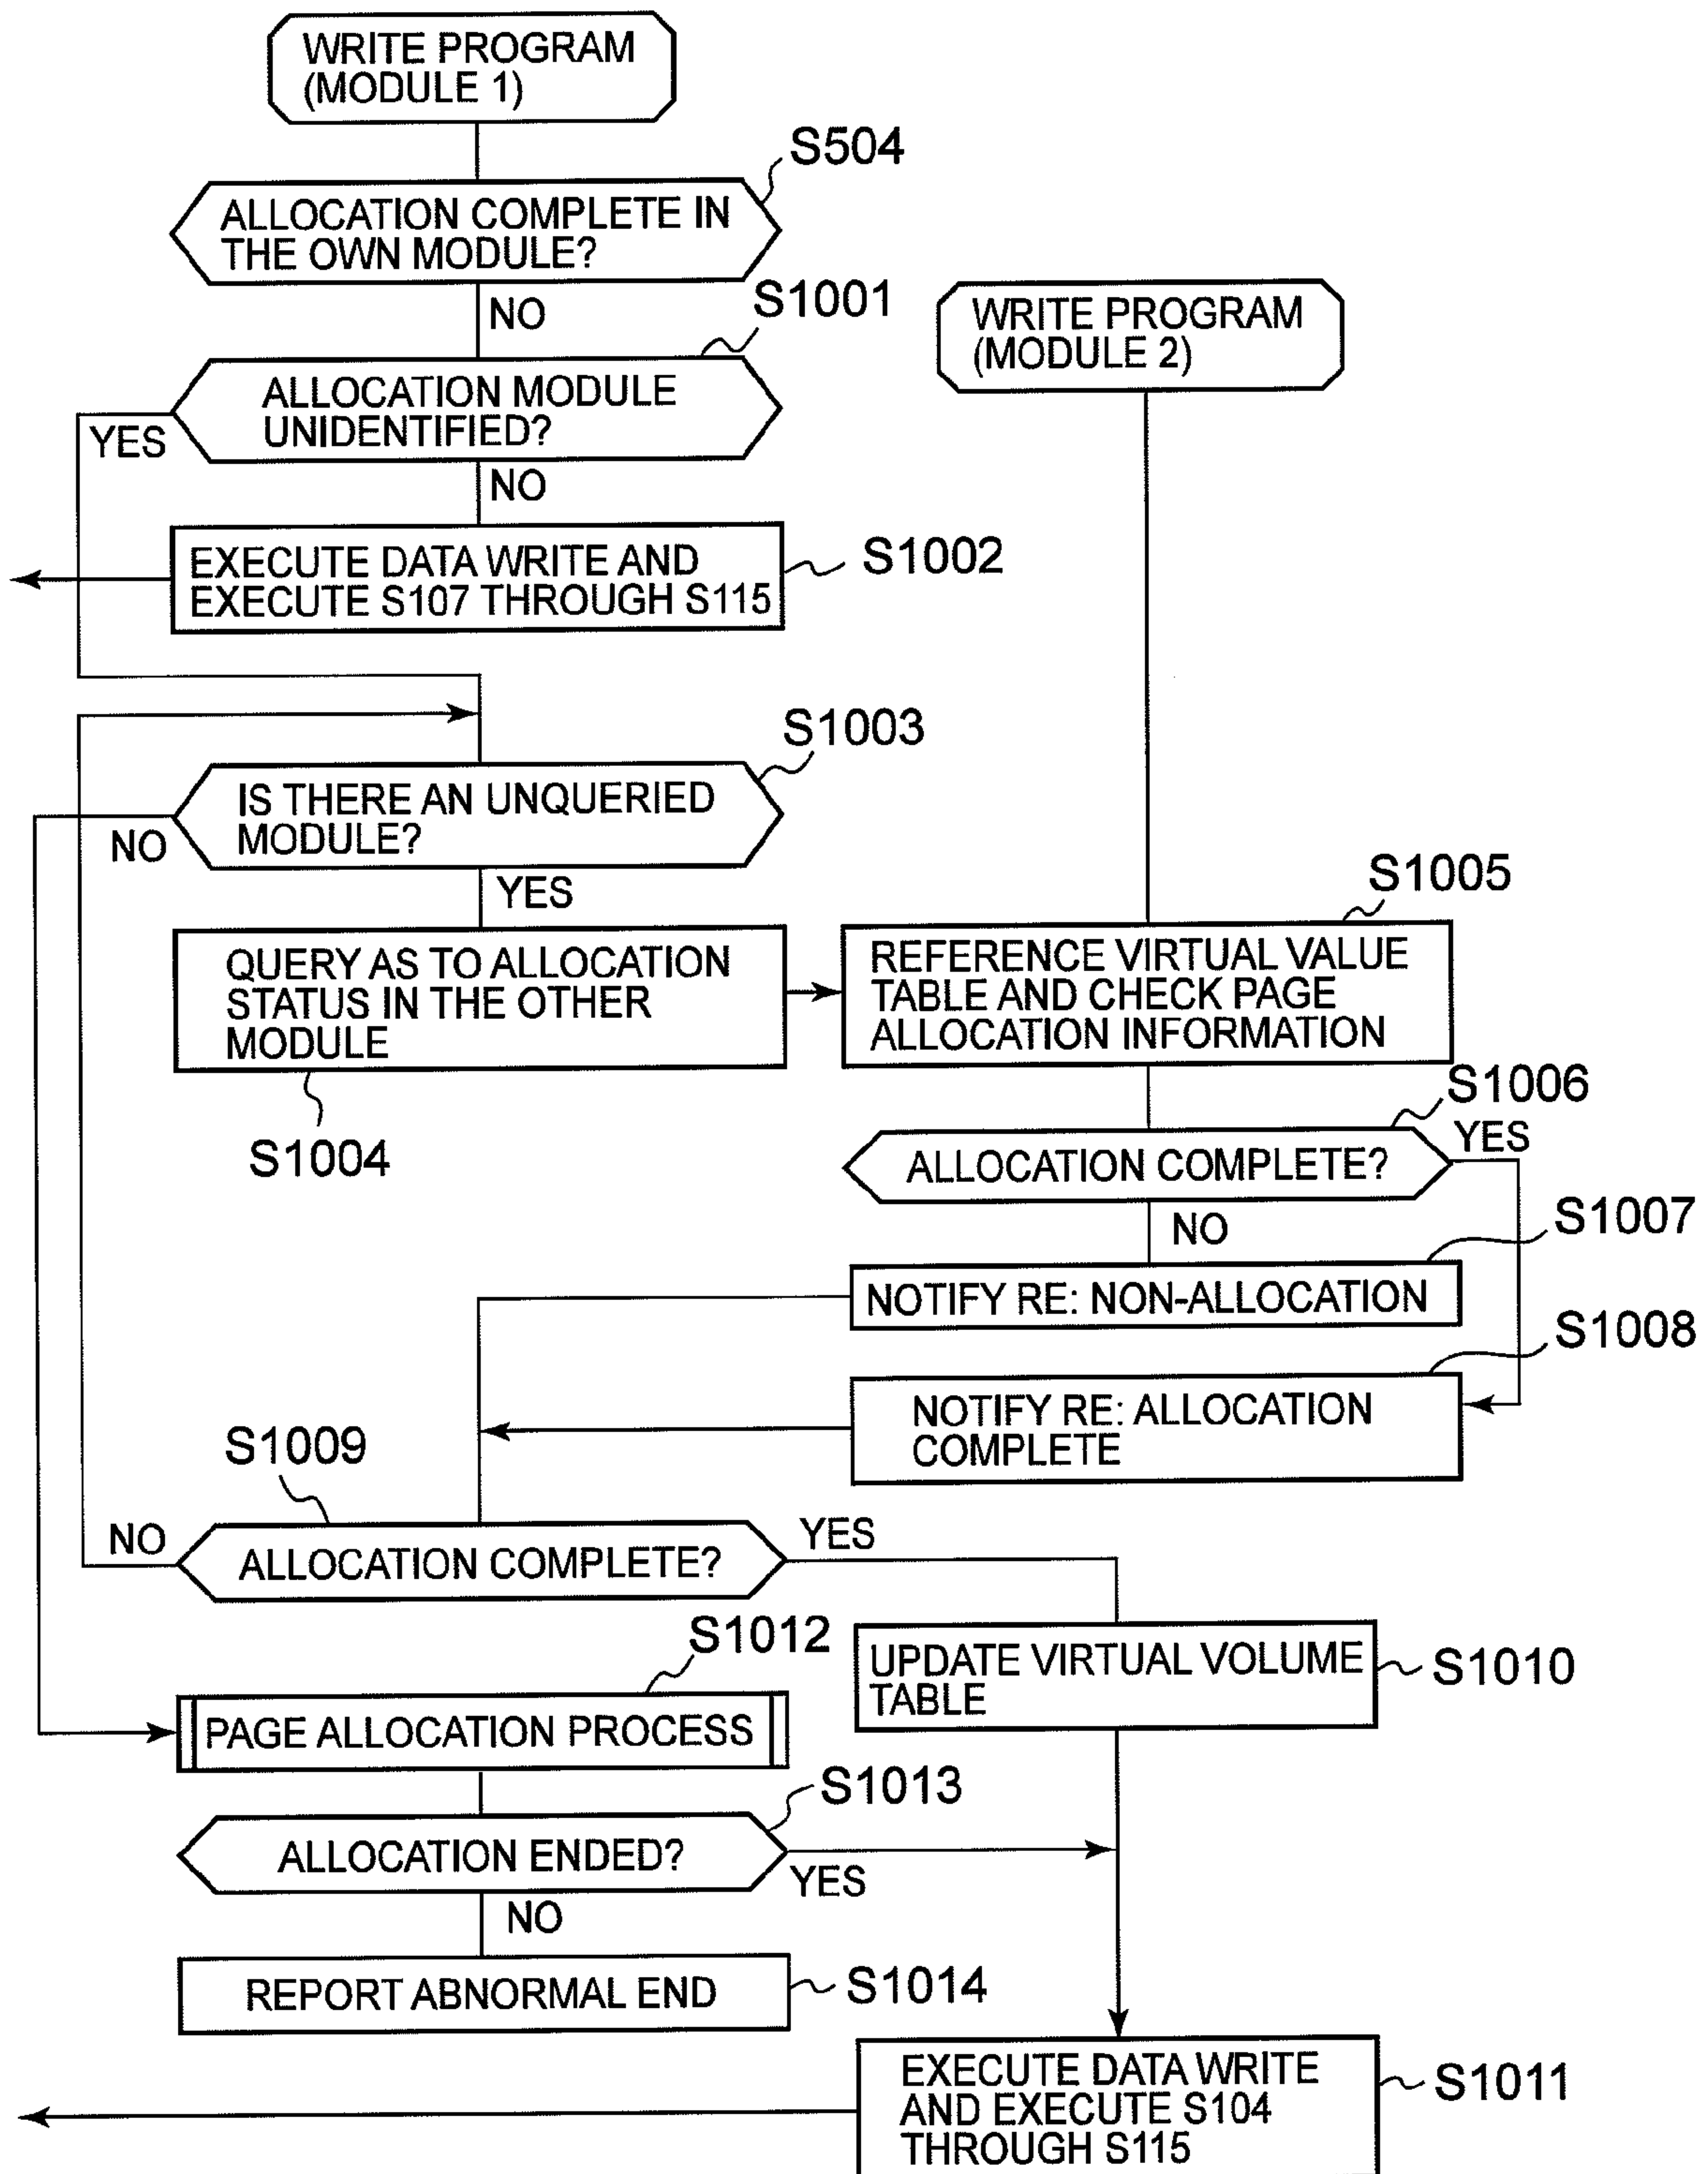 WRITE PROGRAM
(MODULE 1)
S504
ALLOCATION COMPLETE IN
THE OWN MODULE?
NO
S1001
ALLOCATION MODULE
UNIDENTIFIED?
YES
NO
WRITE PROGRAM
(MODULE 2)
S1002
EXECUTE DATA WRITE AND
EXECUTE S107 THROUGH S115
S1003
IS THERE AN UNQUERIED
MODULE?
NO
YES
S1004
QUERY AS TO ALLOCATION
STATUS IN THE OTHER
MODULE
S1005
REFERENCE VIRTUAL VALUE
TABLE AND CHECK PAGE
ALLOCATION INFORMATION
S1006
ALLOCATION COMPLETE?
YES
NO
S1007
NOTIFY RE: NON-ALLOCATION
S1008
NOTIFY RE: ALLOCATION
COMPLETE
S1009
ALLOCATION COMPLETE?
NO
YES
S1010
UPDATE VIRTUAL VOLUME
TABLE
S1012
PAGE ALLOCATION PROCESS
S1013
ALLOCATION ENDED?
YES
NO
REPORT ABNORMAL END
S1014
EXECUTE DATA WRITE
AND EXECUTE S104
THROUGH S115
S1011